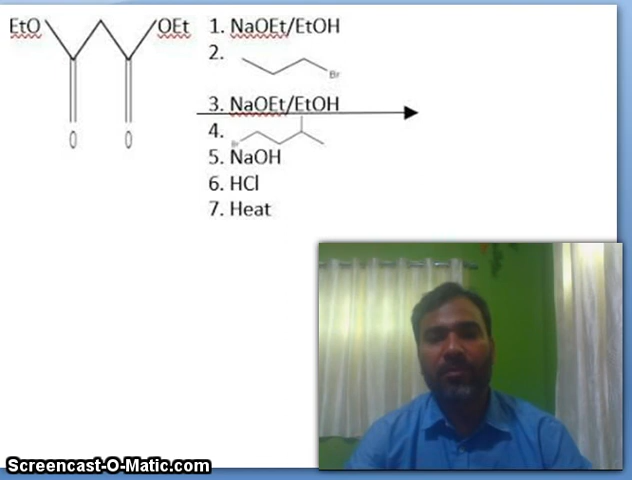 EtO OEt 1. NaOEt/EtOH
2.
Br
3. NaOEt/EtOH
4.
Br
5. NaOH
6. HCl
7. Heat
O O
Screencast-O-Matic.com